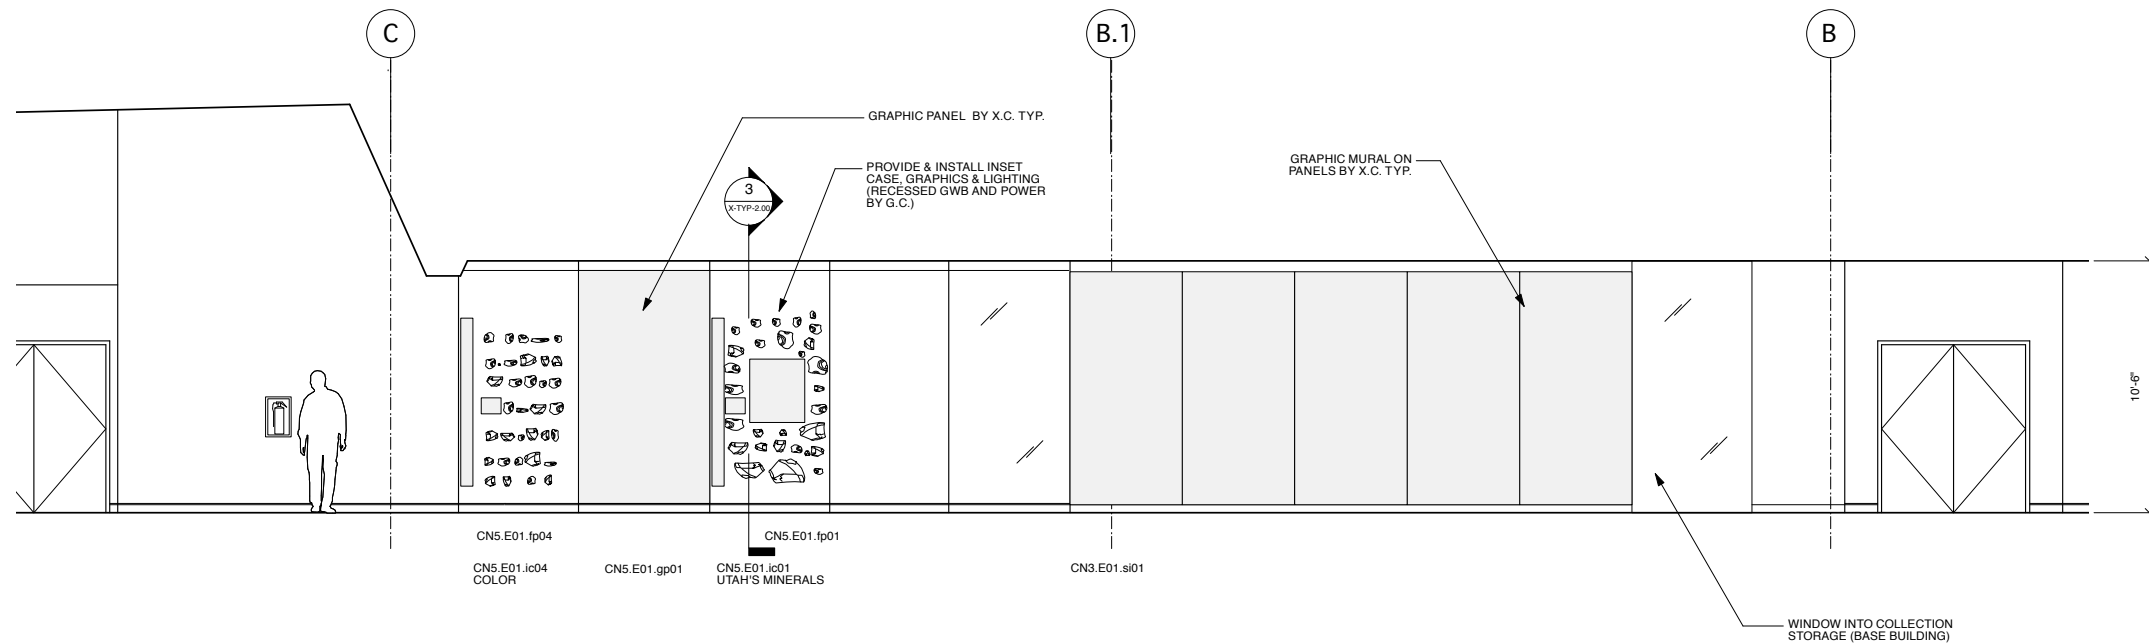 C
B.1
B
GRAPHIC PANEL BY X.C. TYP.
PROVIDE & INSTALL INSET
CASE, GRAPHICS & LIGHTING
(RECESSED GWB AND POWER
BY G.C.)
GRAPHIC MURAL ON
PANELS BY X.C. TYP.
3
X-TYP-2.00
10'-6"
CN5.E01.fp04
CN5.E01.fp01
CN5.E01.ic04
COLOR
CN5.E01.gp01
CN5.E01.ic01
UTAH'S MINERALS
CN3.E01.si01
WINDOW INTO COLLECTION
STORAGE (BASE BUILDING)